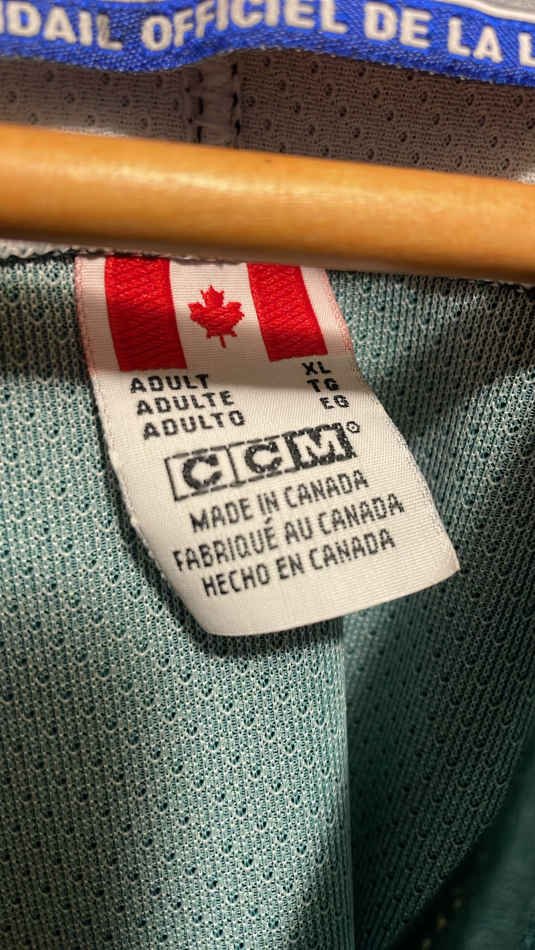 NDAIL OFFICIEL DE LA L
ADULT XL
ADULTE TG
ADULTO EG
CCM
MADE IN CANADA
FABRIQUÉ AU CANADA
HECHO EN CANADA